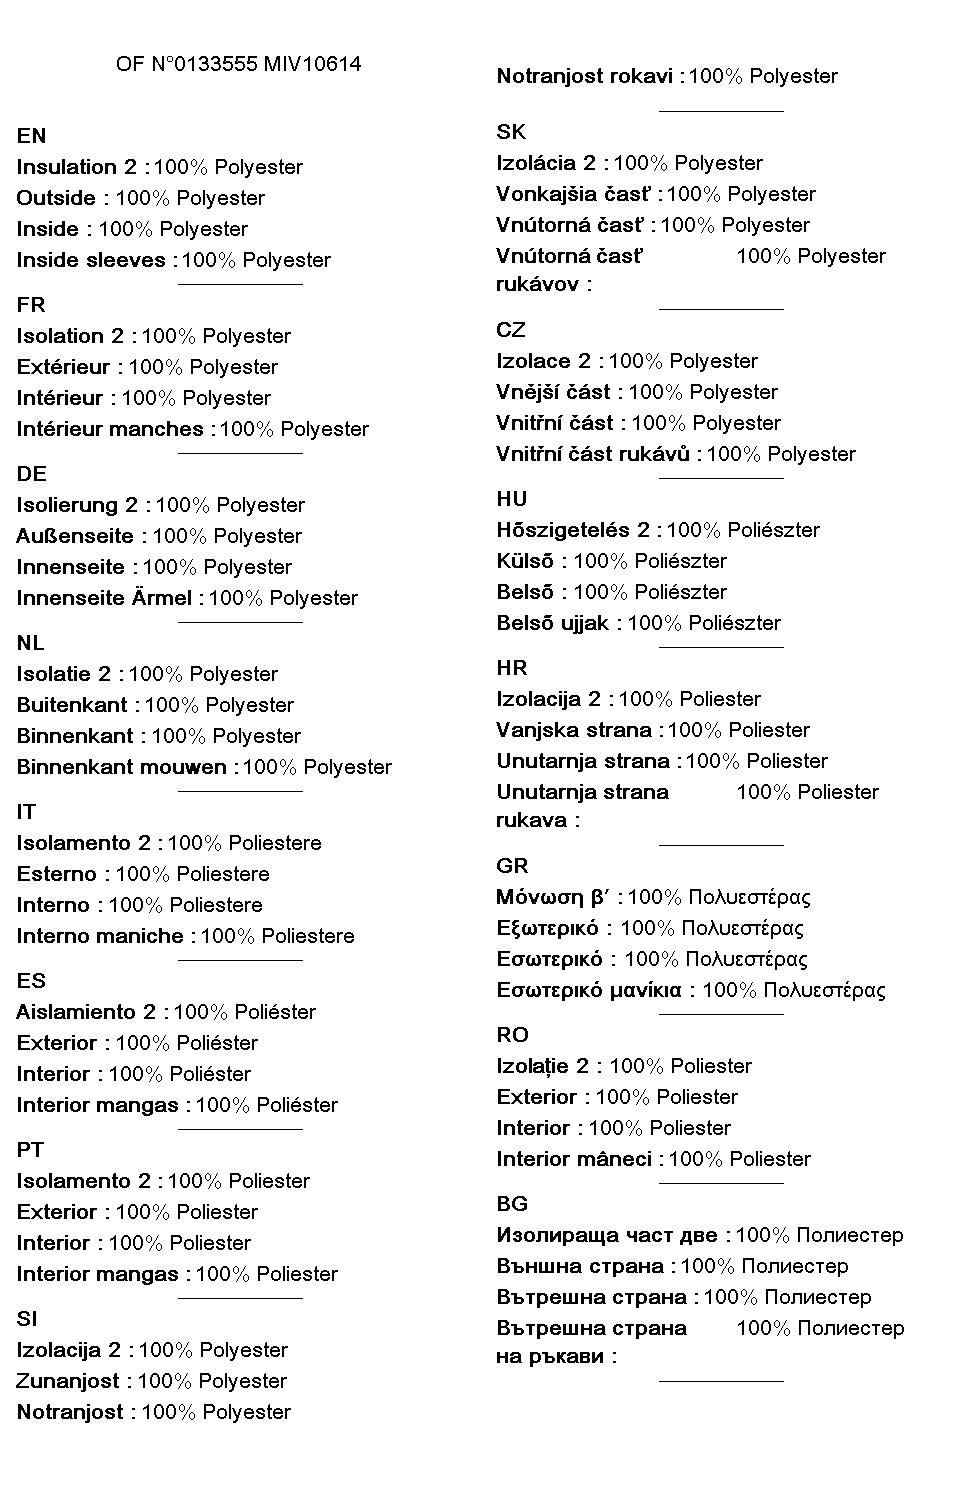 OF N°0133555 MIV10614
EN
Insulation 2 : 100% Polyester
Outside : 100% Polyester
Inside : 100% Polyester
Inside sleeves : 100% Polyester
FR
Isolation 2 : 100% Polyester
Extérieur : 100% Polyester
Intérieur : 100% Polyester
Intérieur manches : 100% Polyester
DE
Isolierung 2 : 100% Polyester
Außenseite : 100% Polyester
Innenseite : 100% Polyester
Innenseite Ärmel : 100% Polyester
NL
Isolatie 2 : 100% Polyester
Buitenkant : 100% Polyester
Binnenkant : 100% Polyester
Binnenkant mouwen : 100% Polyester
IT
Isolamento 2 : 100% Poliestere
Esterno : 100% Poliestere
Interno : 100% Poliestere
Interno maniche : 100% Poliestere
ES
Aislamiento 2 : 100% Poliéster
Exterior : 100% Poliéster
Interior : 100% Poliéster
Interior mangas : 100% Poliéster
PT
Isolamento 2 : 100% Poliester
Exterior : 100% Poliester
Interior : 100% Poliester
Interior mangas : 100% Poliester
SI
Izolacija 2 : 100% Polyester
Zunanjost : 100% Polyester
Notranjost : 100% Polyester
Notranjost rokavi : 100% Polyester
SK
Izolácia 2 : 100% Polyester
Vonkajšia časť : 100% Polyester
Vnútorná časť : 100% Polyester
Vnútorná časť 100% Polyester
rukávov :
CZ
Izolace 2 : 100% Polyester
Vnější část : 100% Polyester
Vnitřní část : 100% Polyester
Vnitřní část rukávů : 100% Polyester
HU
Hőszigetelés 2 : 100% Poliészter
Külső : 100% Poliészter
Belső : 100% Poliészter
Belső ujjak : 100% Poliészter
HR
Izolacija 2 : 100% Poliester
Vanjska strana : 100% Poliester
Unutarnja strana : 100% Poliester
Unutarnja strana 100% Poliester
rukava :
GR
Μόνωση β’ : 100% Πολυεστέρας
Εξωτερικό : 100% Πολυεστέρας
Εσωτερικό : 100% Πολυεστέρας
Εσωτερικό μανίκια : 100% Πολυεστέρας
RO
Izolație 2 : 100% Poliester
Exterior : 100% Poliester
Interior : 100% Poliester
Interior mâneci : 100% Poliester
BG
Изолираща част две : 100% Полиестер
Външна страна : 100% Полиестер
Вътрешна страна : 100% Полиестер
Вътрешна страна 100% Полиестер
на ръкави :